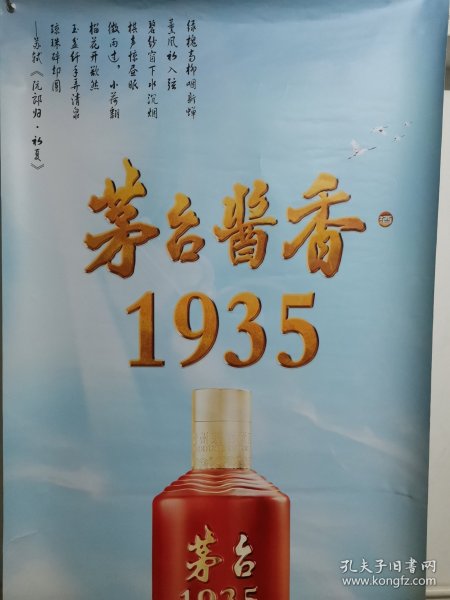 绿槐高柳咽新蝉
薰风初入弦
碧纱窗下水沉烟
棋声惊昼眠
微雨过，小荷翻
榴花开欲然
玉盆纤手弄清泉
琼珠碎却圆
——苏轼《阮郎归·初夏》
茅台酱香
1935
茅台
1935
孔夫子旧书网
www.kongfz.com